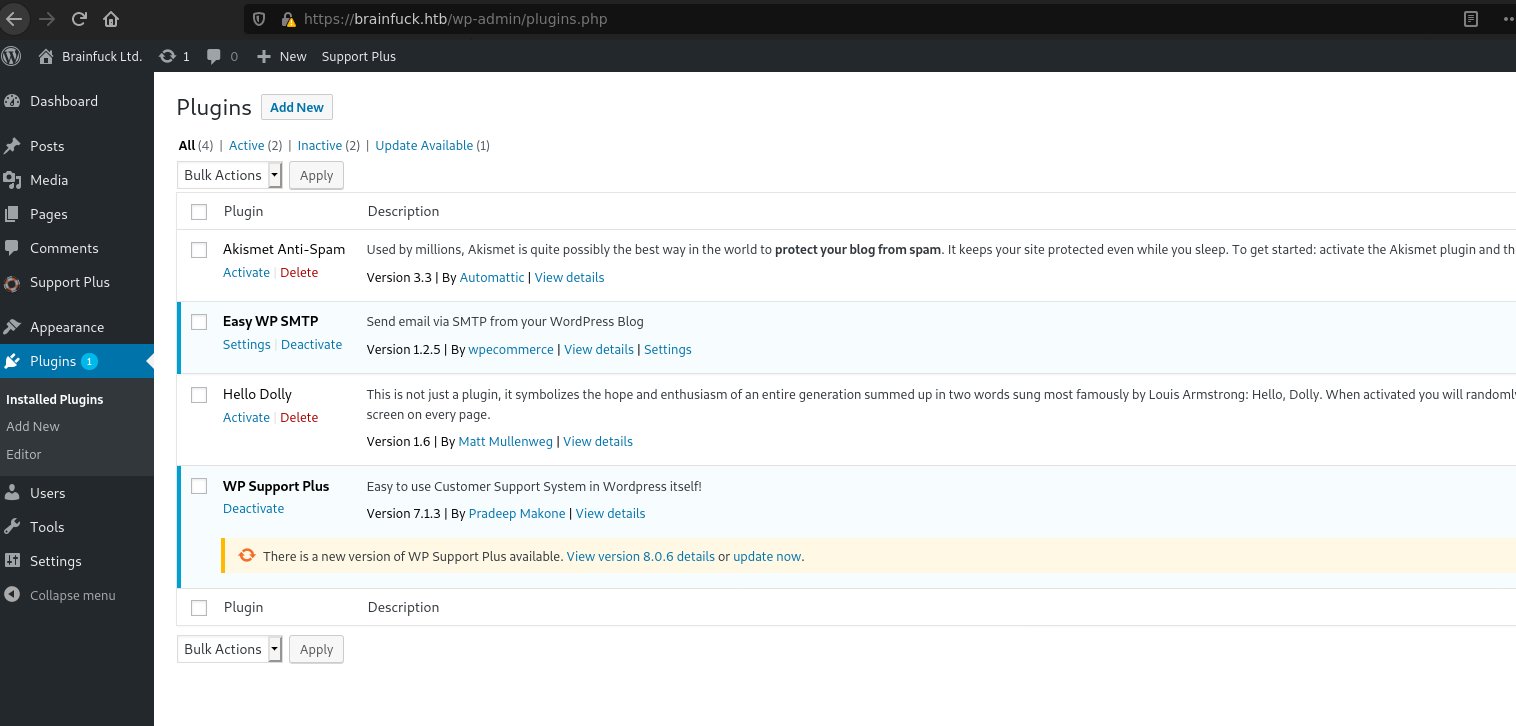 https://brainfuck.htb/wp-admin/plugins.php
Brainfuck Ltd. 1 0 New Support Plus
Dashboard
Posts
Media
Pages
Comments
Support Plus
Appearance
Plugins 1
Installed Plugins
Add New
Editor
Users
Tools
Settings
Collapse menu
Plugins Add New
All (4) | Active (2) | Inactive (2) | Update Available (1)
Bulk Actions Apply
Plugin Description
Akismet Anti-Spam Used by millions, Akismet is quite possibly the best way in the world to protect your blog from spam. It keeps your site protected even while you sleep. To get started: activate the Akismet plugin and th
Activate | Delete
Version 3.3 | By Automattic | View details
Easy WP SMTP Send email via SMTP from your WordPress Blog
Settings | Deactivate
Version 1.2.5 | By wpecommerce | View details | Settings
Hello Dolly This is not just a plugin, it symbolizes the hope and enthusiasm of an entire generation summed up in two words sung most famously by Louis Armstrong: Hello, Dolly. When activated you will randomly
Activate | Delete screen on every page.
Version 1.6 | By Matt Mullenweg | View details
WP Support Plus Easy to use Customer Support System in Wordpress itself!
Deactivate
Version 7.1.3 | By Pradeep Makone | View details
There is a new version of WP Support Plus available. View version 8.0.6 details or update now.
Plugin Description
Bulk Actions Apply